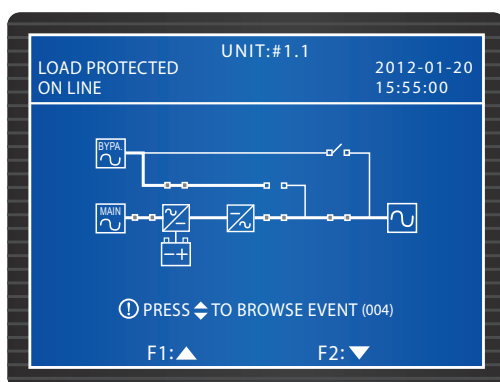 UNIT:#1.1
LOAD PROTECTED
ON LINE
2012-01-20
15:55:00
BYPA.
MAIN
PRESS TO BROWSE EVENT (004)
F1:
F2: